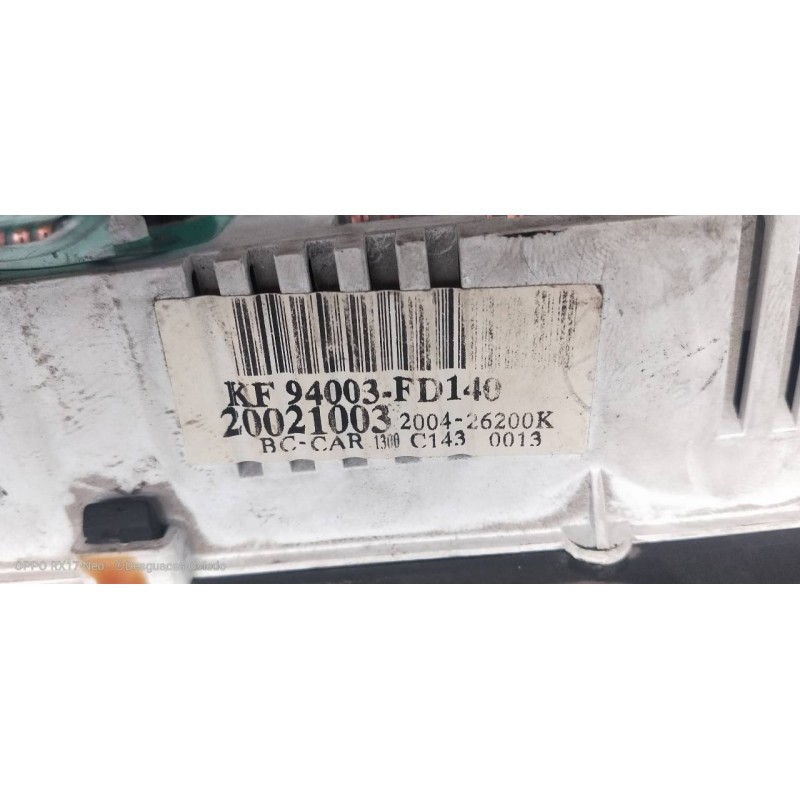 KF 94003-FD140
20021003 2004-26200K
BC-CAR 1300 C143 0013
OPPO RX17 Neo